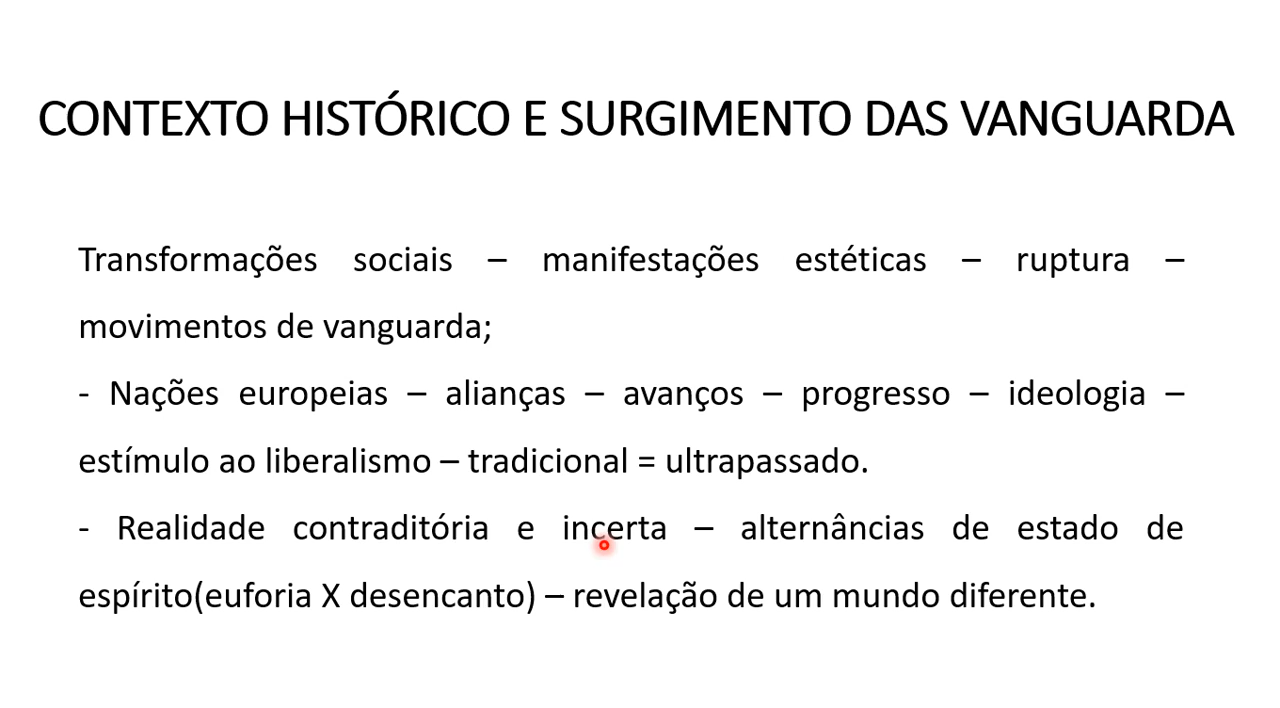 CONTEXTO HISTÓRICO E SURGIMENTO DAS VANGUARDA
Transformações sociais – manifestações estéticas – ruptura –
movimentos de vanguarda;
- Nações europeias – alianças – avanços – progresso – ideologia –
estímulo ao liberalismo – tradicional = ultrapassado.
- Realidade contraditória e incerta – alternâncias de estado de
espírito(euforia X desencanto) – revelação de um mundo diferente.